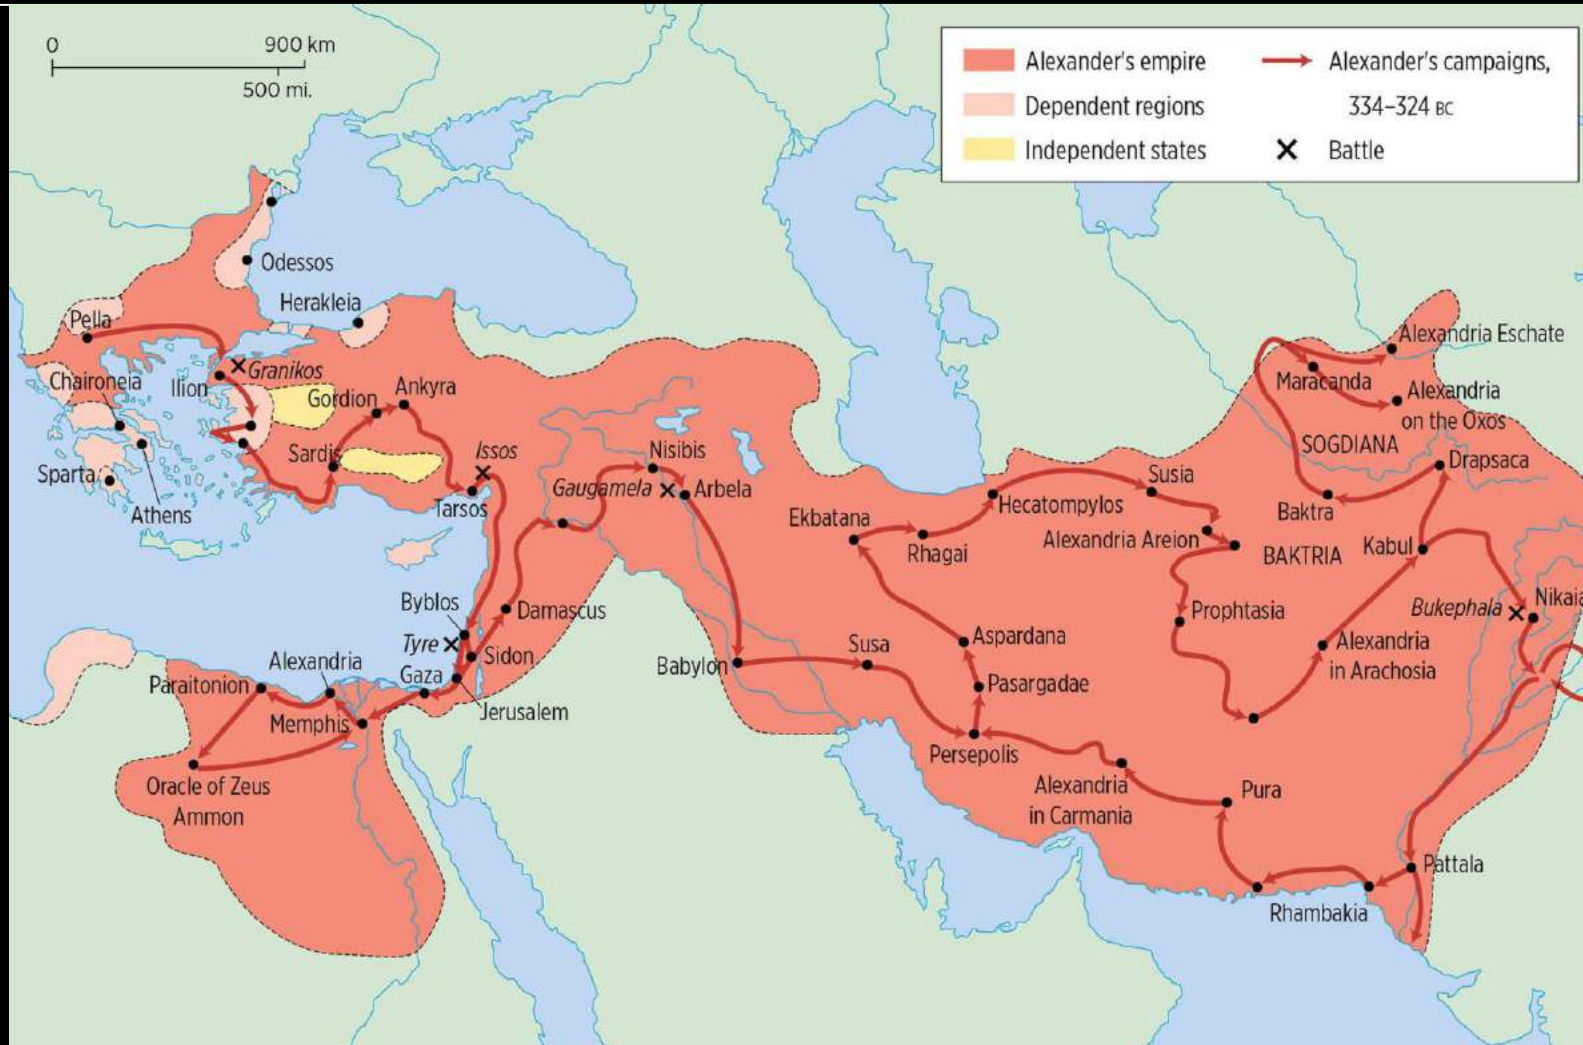 0
900 km
500 mi.
Alexander's empire
Dependent regions
Independent states
Alexander's campaigns,
334–324 BC
Battle
Odessos
Herakleia
Pella
Granikos
Chaironeia
Ilion
Gordion
Ankyra
Sardis
Issos
Sparta
Athens
Tarsos
Nisibis
Gaugamela
Arbela
Ekbatana
Rhagai
Hecatompylos
Susia
Alexandria Areion
Alexandria Eschate
Maracanda
Alexandria
on the Oxos
SOGDIANA
Drapsaca
Baktra
BAKTRIA
Kabul
Bukephala
Nikaia
Prophtasia
Alexandria
in Arachosia
Byblos
Damascus
Tyre
Sidon
Alexandria
Gaza
Paraitonion
Memphis
Jerusalem
Oracle of Zeus
Ammon
Babylon
Susa
Aspardana
Pasargadae
Persepolis
Alexandria
in Carmania
Pura
Pattala
Rhambakia